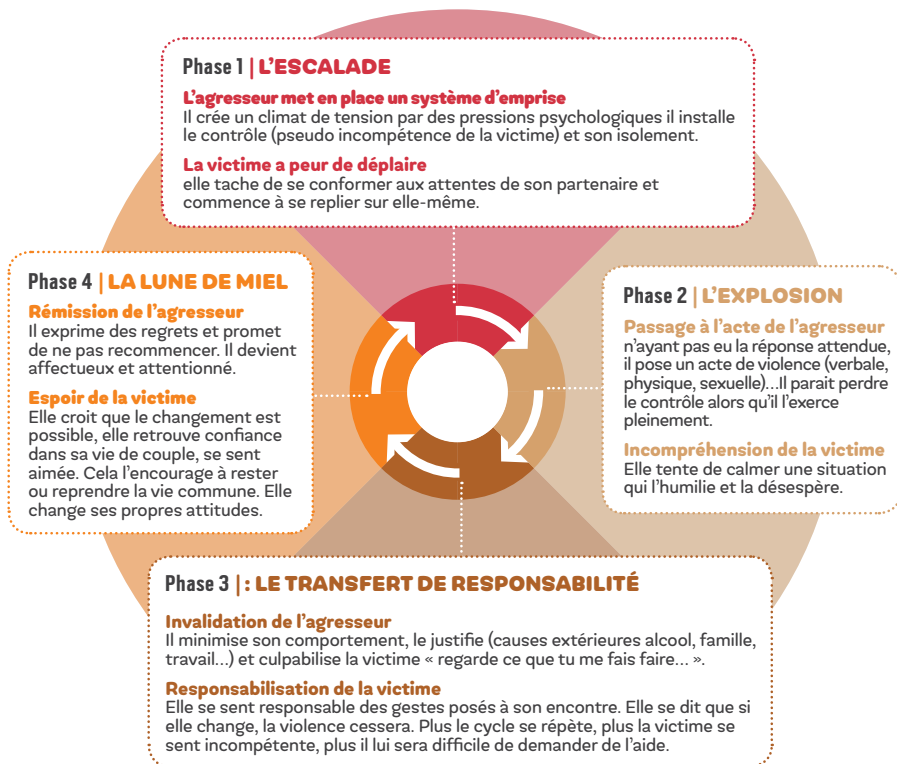 Phase 1 | L'ESCALADE
L'agresseur met en place un système d'emprise
Il crée un climat de tension par des pressions psychologiques il installe
le contrôle (pseudo incompétence de la victime) et son isolement.
La victime a peur de déplaire
elle tache de se conformer aux attentes de son partenaire et
commence à se replier sur elle-même.
Phase 2 | L'EXPLOSION
Passage à l'acte de l'agresseur
n'ayant pas eu la réponse attendue,
il pose un acte de violence (verbale,
physique, sexuelle)...Il parait perdre
le contrôle alors qu'il l'exerce
pleinement.
Incompréhension de la victime
Elle tente de calmer une situation
qui l'humilie et la désespère.
Phase 3 | : LE TRANSFERT DE RESPONSABILITÉ
Invalidation de l'agresseur
Il minimise son comportement, le justifie (causes extérieures alcool, famille,
travail...) et culpabilise la victime « regarde ce que tu me fais faire... ».
Responsabilisation de la victime
Elle se sent responsable des gestes posés à son encontre. Elle se dit que si
elle change, la violence cessera. Plus le cycle se répète, plus la victime se
sent incompétente, plus il lui sera difficile de demander de l'aide.
Phase 4 | LA LUNE DE MIEL
Rémission de l'agresseur
Il exprime des regrets et promet
de ne pas recommencer. Il devient
affectueux et attentionné.
Espoir de la victime
Elle croit que le changement est
possible, elle retrouve confiance
dans sa vie de couple, se sent
aimée. Cela l'encourage à rester
ou reprendre la vie commune. Elle
change ses propres attitudes.